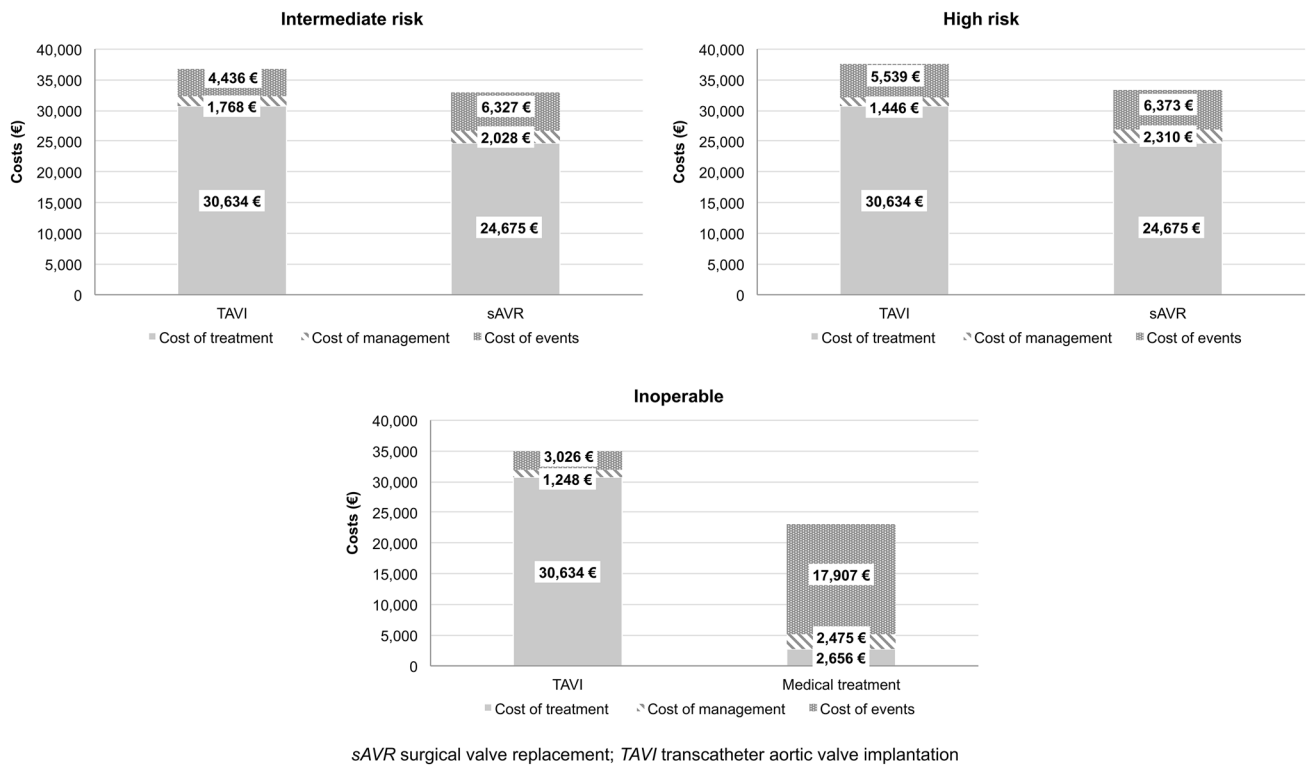 Intermediate risk
40,000
35,000
30,000
25,000
20,000
15,000
10,000
5,000
0
Costs (€)
4,436 €
1,768 €
30,634 €
6,327 €
2,028 €
24,675 €
TAVI
sAVR
Cost of treatment Cost of management Cost of events
High risk
40,000
35,000
30,000
25,000
20,000
15,000
10,000
5,000
0
Costs (€)
5,539 €
1,446 €
30,634 €
6,373 €
2,310 €
24,675 €
TAVI
sAVR
Cost of treatment Cost of management Cost of events
Inoperable
40,000
35,000
30,000
25,000
20,000
15,000
10,000
5,000
0
Costs (€)
3,026 €
1,248 €
30,634 €
17,907 €
2,475 €
2,656 €
TAVI
Medical treatment
Cost of treatment Cost of management Cost of events
sAVR surgical valve replacement; TAVI transcatheter aortic valve implantation